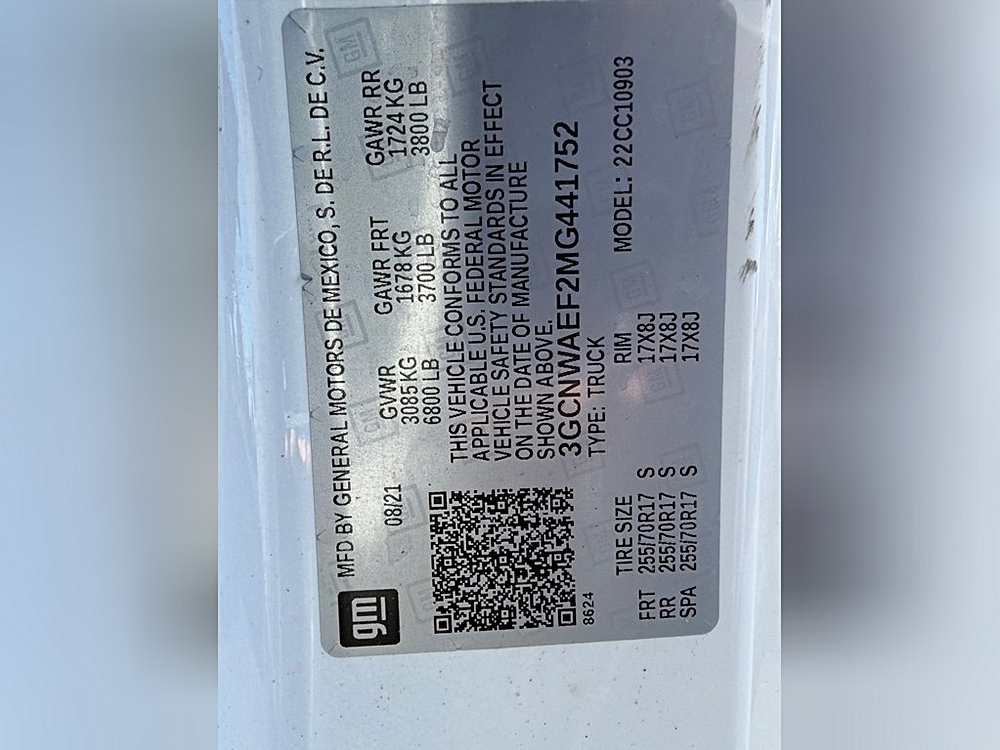 gm
MFD BY GENERAL MOTORS DE MEXICO, S. DE R.L. DE C.V.
08/21
GVWR GAWR FRT GAWR RR
3085 KG 1678 KG 1724 KG
6800 LB 3700 LB 3800 LB
THIS VEHICLE CONFORMS TO ALL
APPLICABLE U.S. FEDERAL MOTOR
VEHICLE SAFETY STANDARDS IN EFFECT
ON THE DATE OF MANUFACTURE
SHOWN ABOVE.
3GCNWAEF2MG441752
TYPE: TRUCK
8624
MODEL: 22CC10903
TIRE SIZE RIM
FRT 255/70R17 S 17X8J
RR 255/70R17 S 17X8J
SPA 255/70R17 S 17X8J